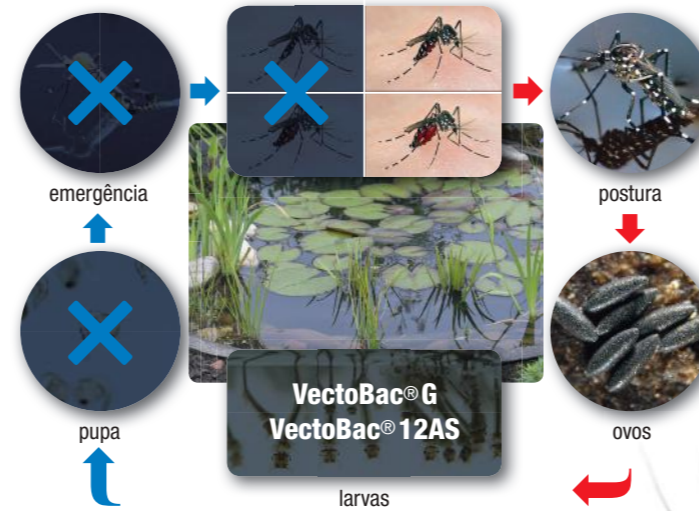 emergência
postura
pupa
VectoBac® G
VectoBac® 12AS
ovos
larvas